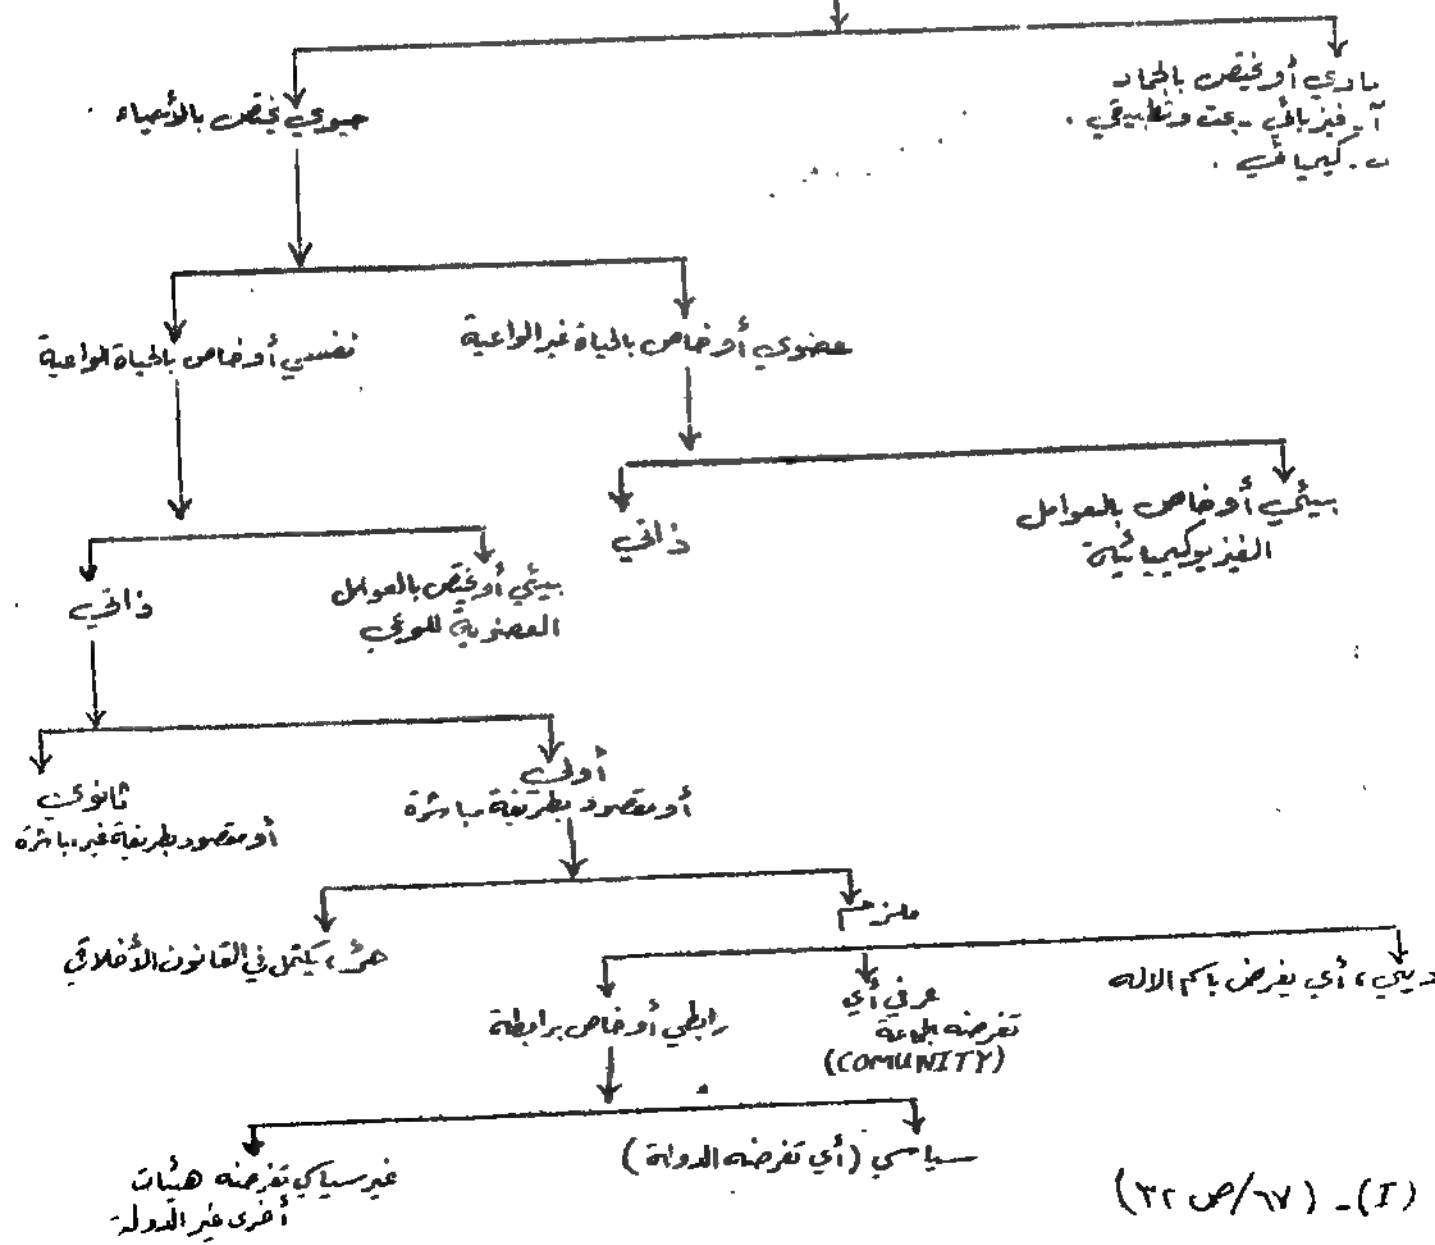 مادي أو يختص بالجماد
آ- فيزيائي - بحت وتطبيقي .
ب - كيميائي .
حيوي يختص بالأحياء
عضوي أو خاص بالحياة غير الواعية
نفسي أو خاص بالحياة الواعية
بيئي أو خاص بالعوامل
الفيزيوكيميائية
ذاتي
بيئي أو يختص بالعوامل
العضوية للوعي
ذاتي
أولي
أو مقصود بطريقة مباشرة
ثانوي
أو مقصود بطريقة غير مباشرة
ملزم
حر، يكتمل في القانون الأخلاقي
ديني، أي يفرض باسم الاله
عرفي أي
تفرضه الجماعة
(COMUNITY)
رابطي أو خاص برابطة
سياسي (أي تفرضه الدولة)
غير سياسي تفرضه هيئات
أخرى غير الدولة
(I) - (٦٧/ص ٣٢)